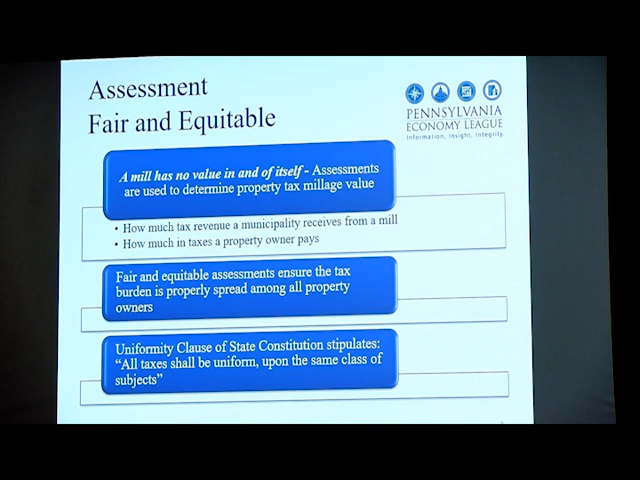 Assessment
Fair and Equitable
PENNSYLVANIA
ECONOMY LEAGUE
Information, Insight, Integrity
A mill has no value in and of itself - Assessments
are used to determine property tax millage value
• How much tax revenue a municipality receives from a mill
• How much in taxes a property owner pays
Fair and equitable assessments ensure the tax
burden is properly spread among all property
owners
Uniformity Clause of State Constitution stipulates:
“All taxes shall be uniform, upon the same class of
subjects”